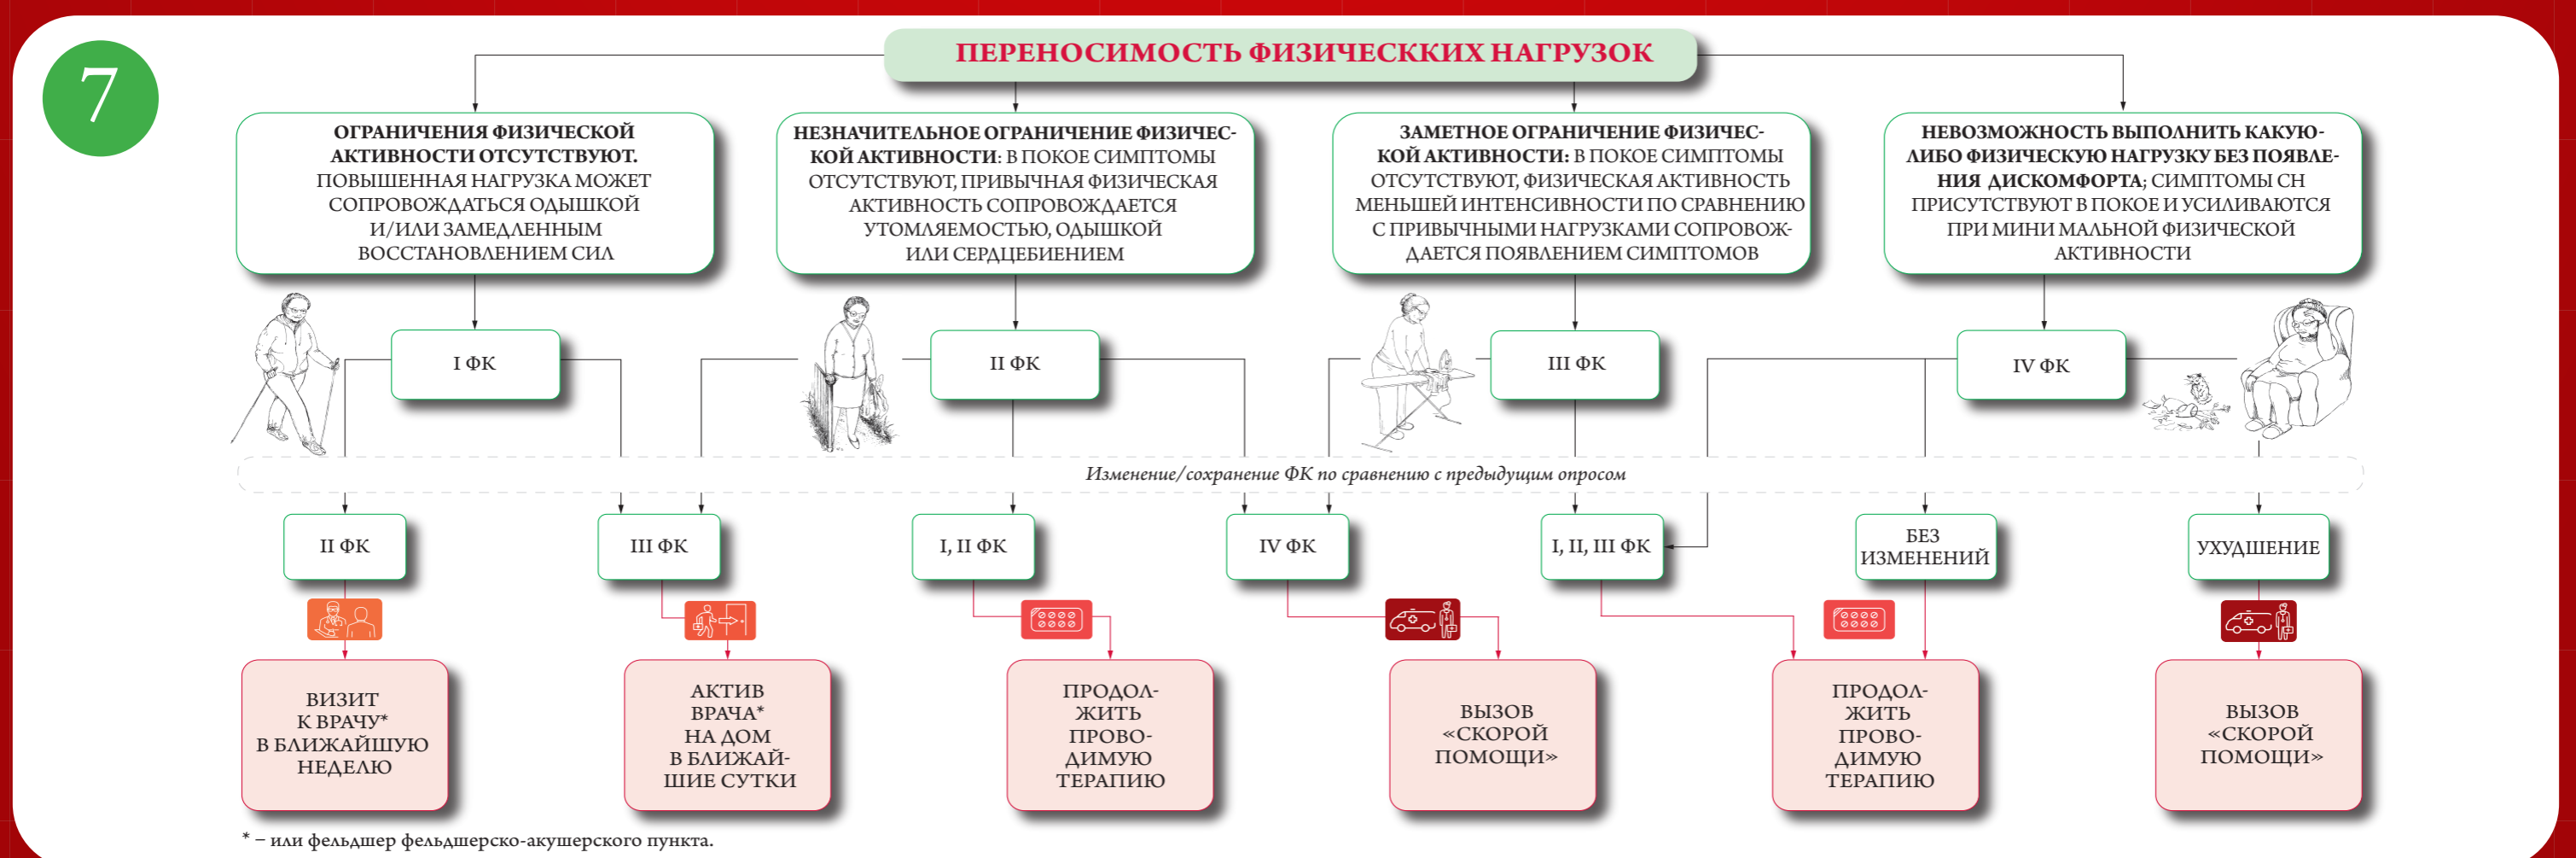 7
ПЕРЕНОСИМОСТЬ ФИЗИЧЕСККИХ НАГРУЗОК
ОГРАНИЧЕНИЯ ФИЗИЧЕСКОЙ
АКТИВНОСТИ ОТСУТСТВУЮТ.
ПОВЫШЕННАЯ НАГРУЗКА МОЖЕТ
СОПРОВОЖДАТЬСЯ ОДЫШКОЙ
И/ИЛИ ЗАМЕДЛЕННЫМ
ВОССТАНОВЛЕНИЕМ СИЛ
НЕЗНАЧИТЕЛЬНОЕ ОГРАНИЧЕНИЕ ФИЗИЧЕС-
КОЙ АКТИВНОСТИ: В ПОКОЕ СИМПТОМЫ
ОТСУТСТВУЮТ, ПРИВЫЧНАЯ ФИЗИЧЕСКАЯ
АКТИВНОСТЬ СОПРОВОЖДАЕТСЯ
УТОМЛЯЕМОСТЬЮ, ОДЫШКОЙ
ИЛИ СЕРДЦЕБИЕНИЕМ
ЗАМЕТНОЕ ОГРАНИЧЕНИЕ ФИЗИЧЕС-
КОЙ АКТИВНОСТИ: В ПОКОЕ СИМПТОМЫ
ОТСУТСТВУЮТ, ФИЗИЧЕСКАЯ АКТИВНОСТЬ
МЕНЬШЕЙ ИНТЕНСИВНОСТИ ПО СРАВНЕНИЮ
С ПРИВЫЧНЫМИ НАГРУЗКАМИ СОПРОВОЖ-
ДАЕТСЯ ПОЯВЛЕНИЕМ СИМПТОМОВ
НЕВОЗМОЖНОСТЬ ВЫПОЛНИТЬ КАКУЮ-
ЛИБО ФИЗИЧЕСКУЮ НАГРУЗКУ БЕЗ ПОЯВЛЕ-
НИЯ ДИСКОМФОРТА; СИМПТОМЫ СН
ПРИСУТСТВУЮТ В ПОКОЕ И УСИЛИВАЮТСЯ
ПРИ МИНИ МАЛЬНОЙ ФИЗИЧЕСКОЙ
АКТИВНОСТИ
I ФК
II ФК
III ФК
IV ФК
Изменение/сохранение ФК по сравнению с предыдущим опросом
II ФК
III ФК
I, II ФК
IV ФК
I, II, III ФК
БЕЗ
ИЗМЕНЕНИЙ
УХУДШЕНИЕ
ВИЗИТ
К ВРАЧУ*
В БЛИЖАЙШУЮ
НЕДЕЛЮ
АКТИВ
ВРАЧА*
НА ДОМ
В БЛИЖАЙ-
ШИЕ СУТКИ
ПРОДОЛ-
ЖИТЬ
ПРОВО-
ДИМУЮ
ТЕРАПИЮ
ВЫЗОВ
«СКОРОЙ
ПОМОЩИ»
ПРОДОЛ-
ЖИТЬ
ПРОВО-
ДИМУЮ
ТЕРАПИЮ
ВЫЗОВ
«СКОРОЙ
ПОМОЩИ»
* – или фельдшер фельдшерско-акушерского пункта.